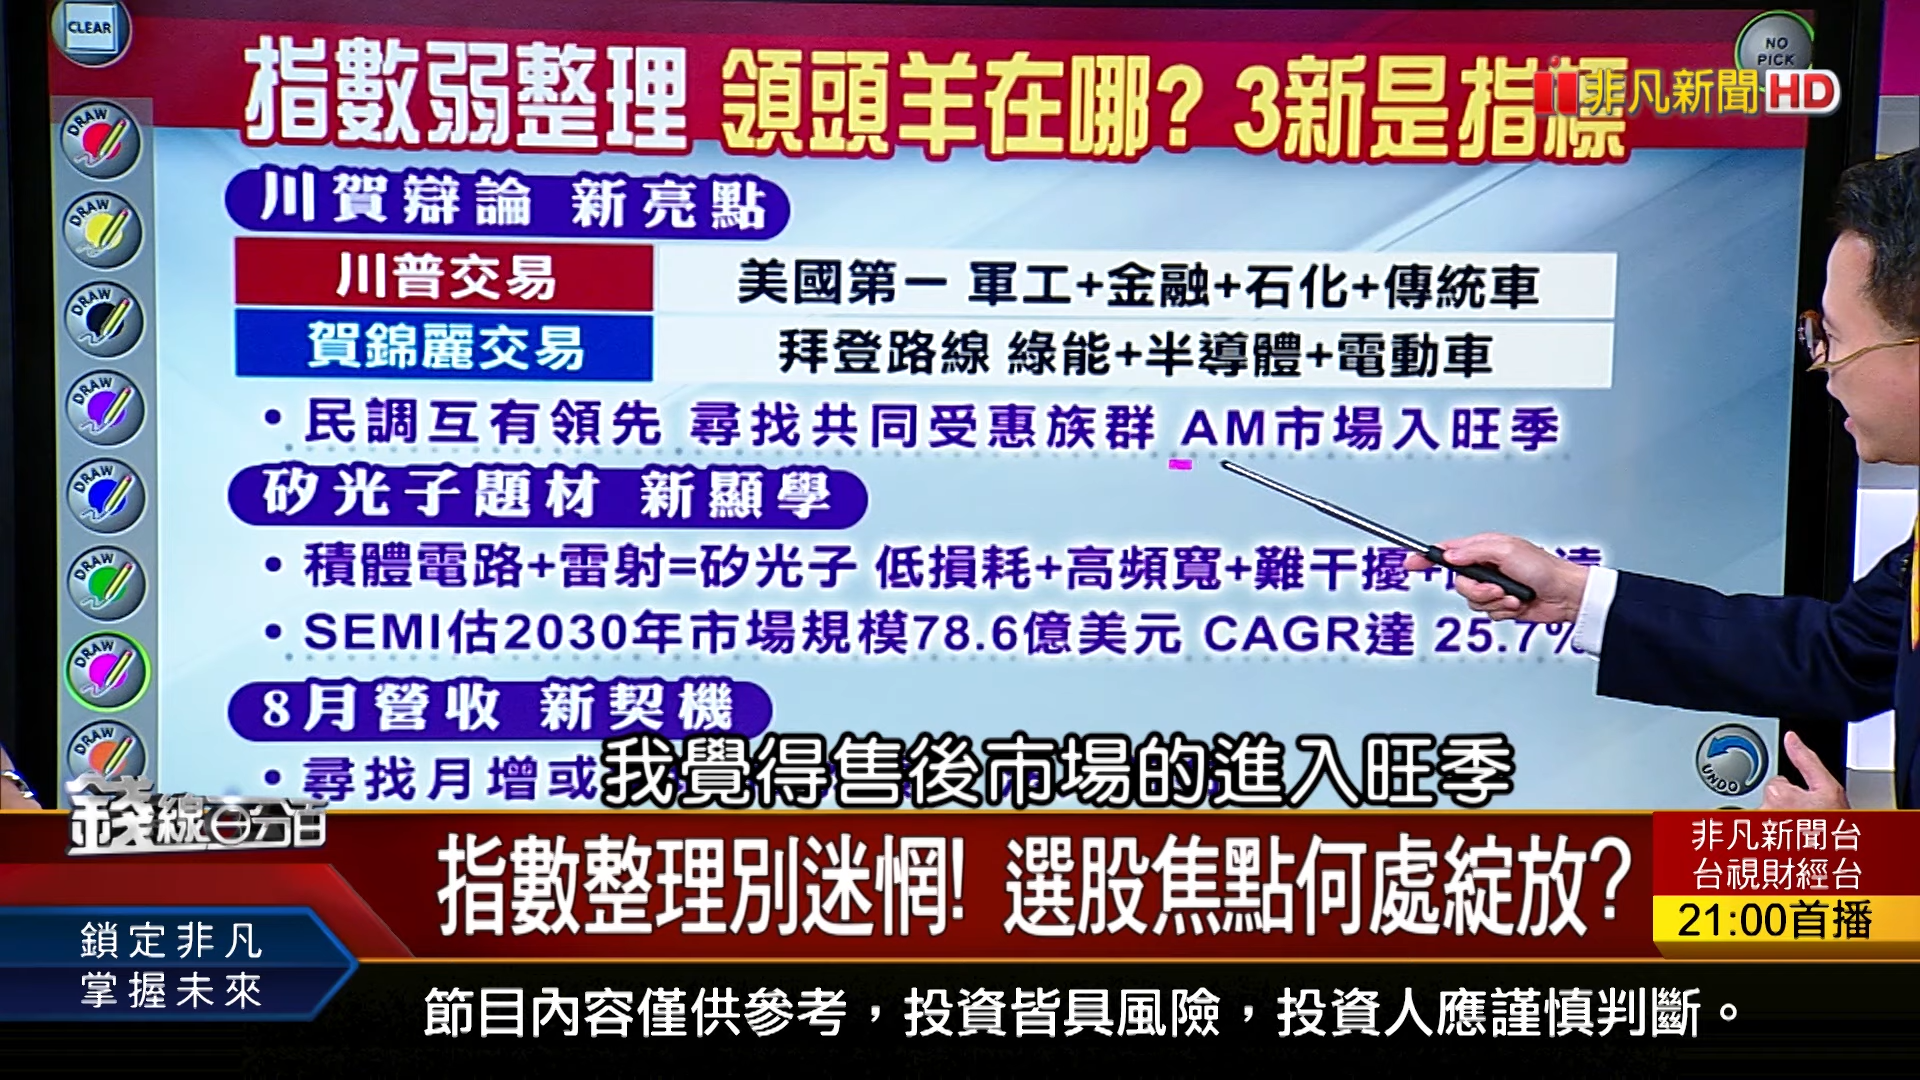 CLEAR
NO
PICK
指數弱整理 領頭羊在哪? 3新是指標
非凡新聞HD
DRAW
川賀辯論 新亮點
川普交易 美國第一 軍工+金融+石化+傳統車
DRAW
賀錦麗交易 拜登路線 綠能+半導體+電動車
DRAW
DRAW
• 民調互有領先 尋找共同受惠族群 AM市場入旺季
DRAW
矽光子題材 新顯學
DRAW
• 積體電路+雷射=矽光子 低損耗+高頻寬+難干擾+
• SEMI估2030年市場規模78.6億美元 CAGR達 25.7%
DRAW
8月營收 新契機
DRAW
• 尋找月增或
UNDO
我覺得售後市場的進入旺季
錢線百分百
指數整理別迷惘! 選股焦點何處綻放?
非凡新聞台
台視財經台
21:00首播
鎖定非凡
掌握未來
節目內容僅供參考，投資皆具風險，投資人應謹慎判斷。